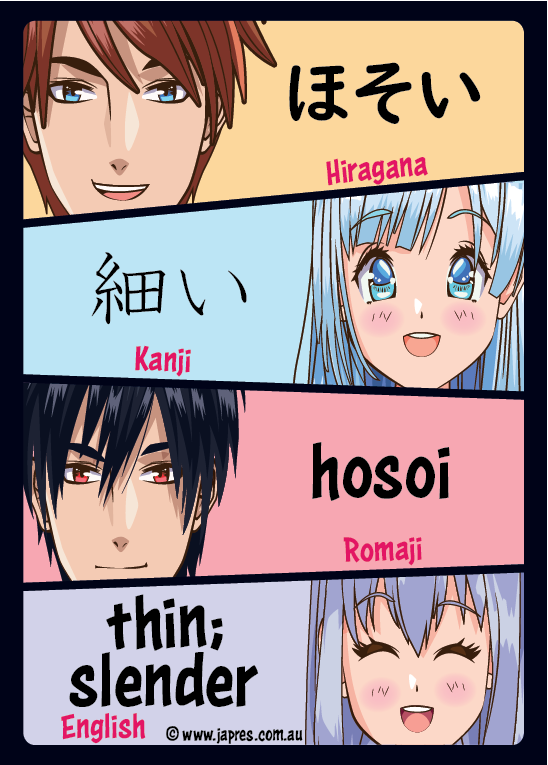 ほそい
Hiragana
細い
Kanji
hosoi
Romaji
thin;
slender
English
© www.japres.com.au